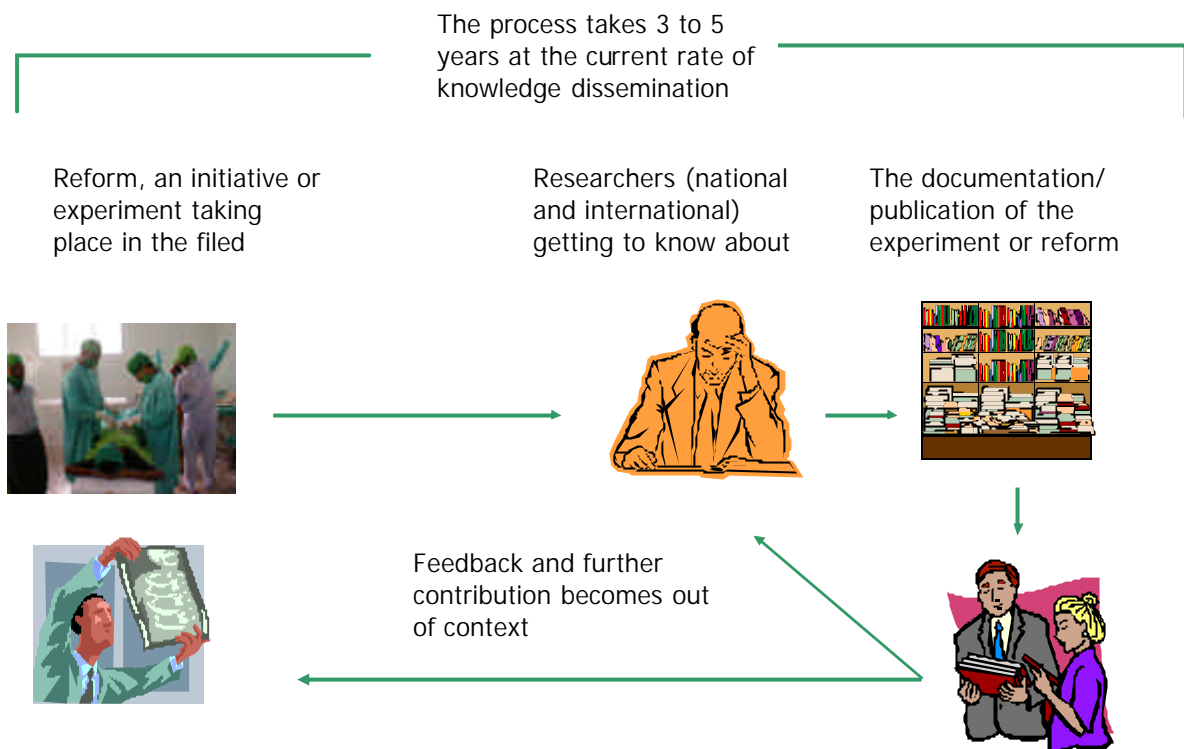 The process takes 3 to 5
years at the current rate of
knowledge dissemination
Reform, an initiative or
experiment taking
place in the filed
Researchers (national
and international)
getting to know about
The documentation/
publication of the
experiment or reform
Feedback and further
contribution becomes out
of context